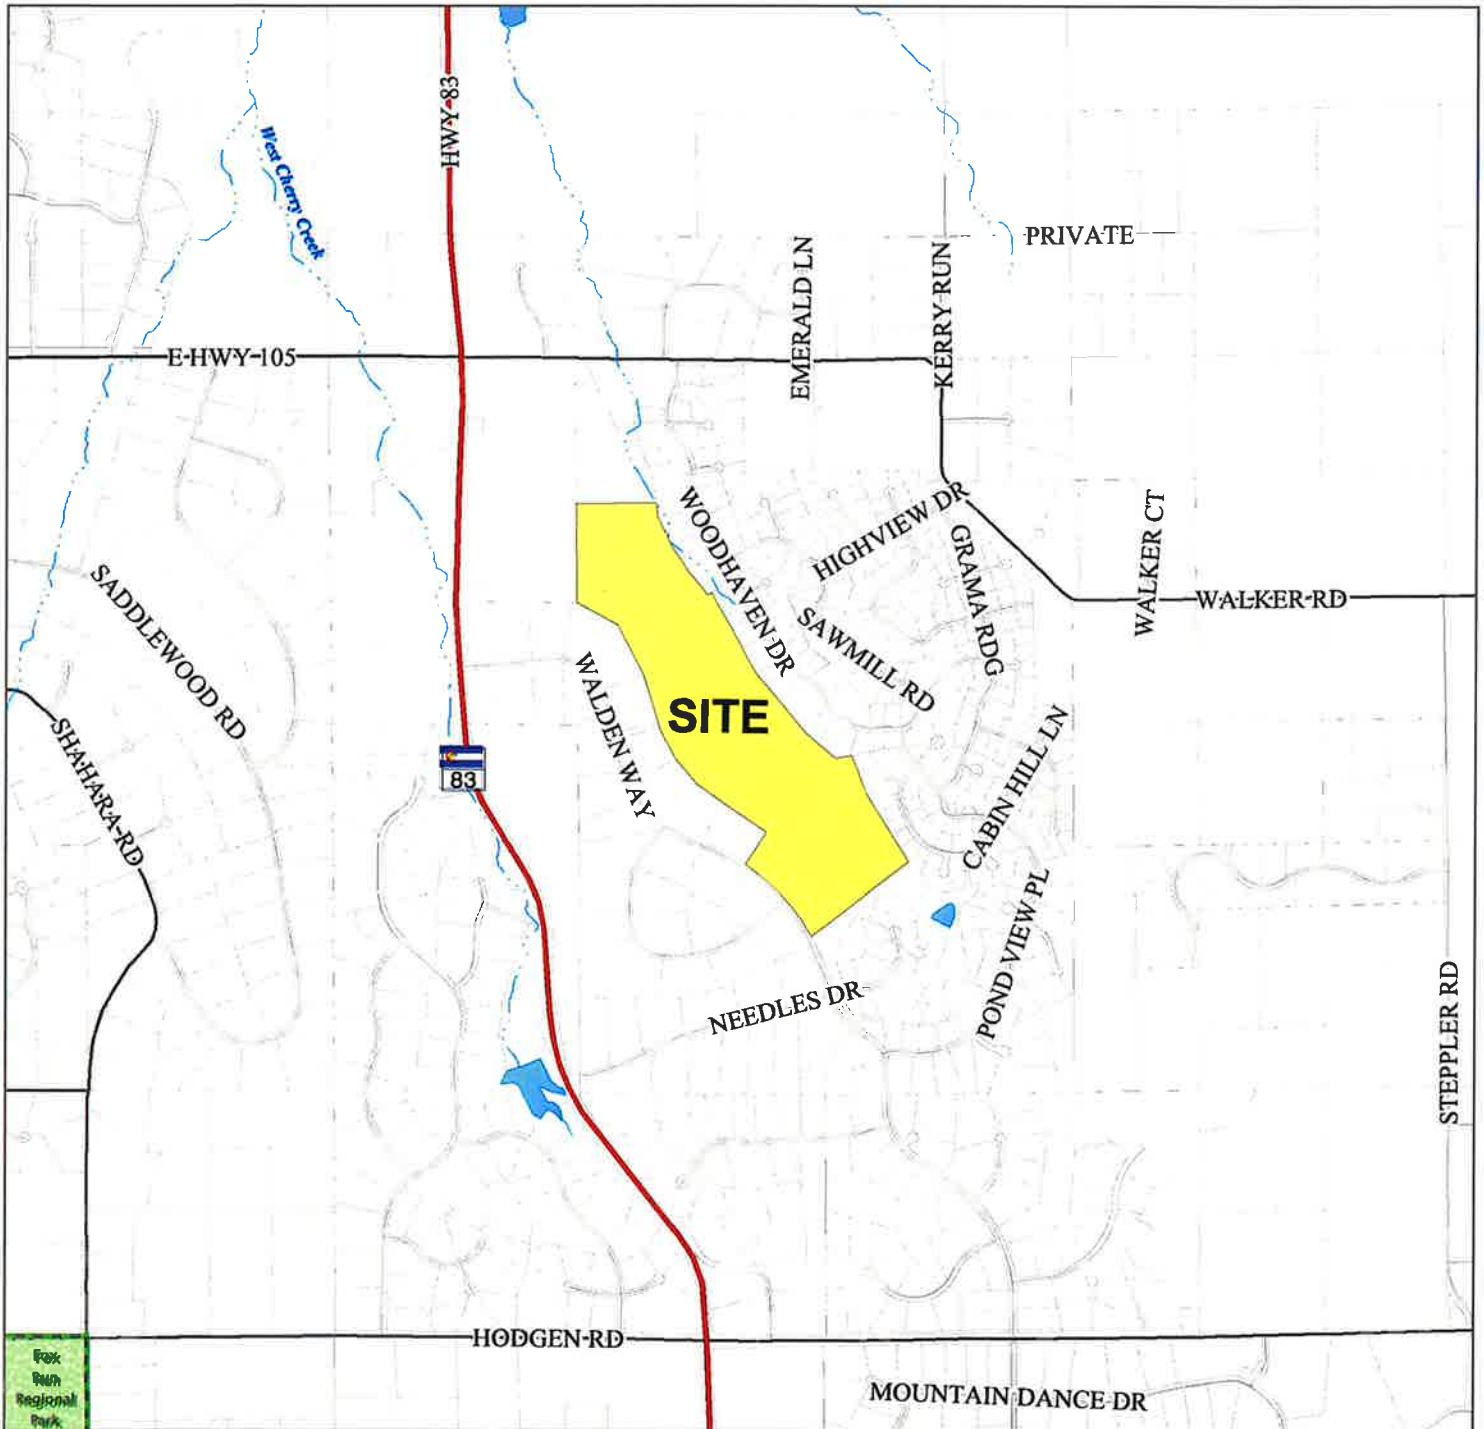 HWY 83
West Cherry Creek
PRIVATE
EMERALD LN
KERRY RUN
E HWY 105
WOODHAVEN DR
HIGHVIEW DR
GRAMA RDG
WALKER CT
WALKER RD
SADDLEWOOD RD
SAWMILL RD
WALDEN WAY
SITE
SHAHARA RD
83
CABIN HILL LN
POND VIEW PL
NEEDLES DR
STEPPLER RD
HODGEN RD
Fox
Run
Regional
Park
MOUNTAIN DANCE DR